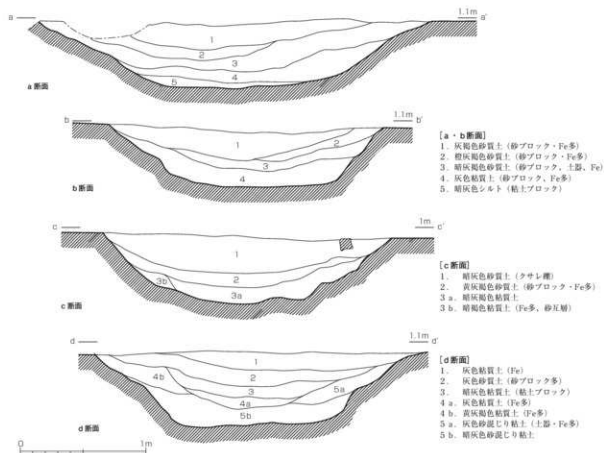 a
1.1m
a'
1
2
3
4
5
a断面
b
1.1m
b'
1
2
3
4
b断面
[a・b断面]
1. 灰褐色砂質土（砂ブロック・Fe多）
2. 橙灰褐色砂質土（砂ブロック・Fe多）
3. 暗灰褐色砂質土（砂ブロック、土器、Fe）
4. 灰色粘質土（砂ブロック、Fe多）
5. 暗灰色シルト（粘土ブロック）
c
1m
c'
1
2
3b
3a
c断面
[c断面]
1. 暗灰色砂質土（クサレ礫）
2. 黄灰褐色砂質土（砂ブロック・Fe多）
3a. 暗灰褐色粘質土
3b. 暗褐色粘質土（Fe多、砂互層）
d
1.1m
d'
1
2
3
4b
4a
5a
5b
d断面
[d断面]
1. 灰色粘質土（Fe）
2. 灰色砂質土（砂ブロック多）
3. 暗灰色粘質土（粘土ブロック）
4a. 灰色粘質土（Fe多）
4b. 黄灰褐色粘質土（Fe多）
5a. 灰色砂混じり粘土（土器・Fe多）
5b. 暗灰色砂混じり粘土
0
1m